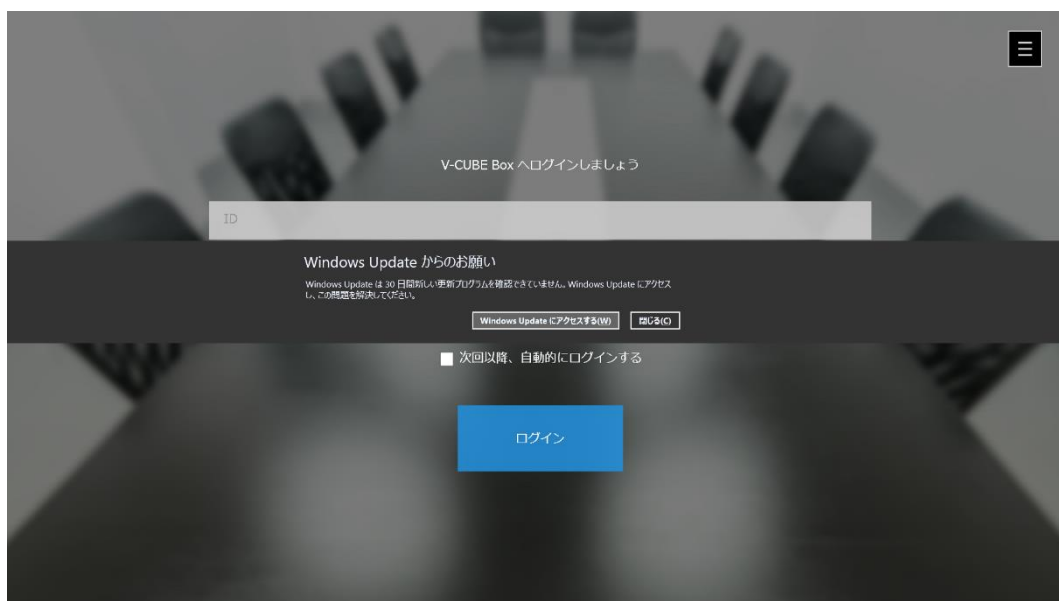 V-CUBE Box へログインしましょう
ID
Windows Update からのお願い
Windows Update は 30 日間新しい更新プログラムを確認できていません。Windows Update にアクセス
し、この問題を解決してください。
Windows Update にアクセスする(W) 閉じる(C)
次回以降、自動的にログインする
ログイン